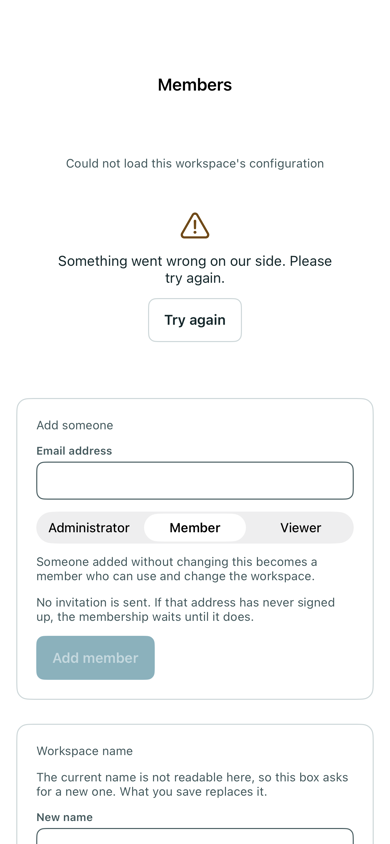 Members
Could not load this workspace's configuration
Something went wrong on our side. Please
try again.
Try again
Add someone
Email address
Administrator Member Viewer
Someone added without changing this becomes a
member who can use and change the workspace.
No invitation is sent. If that address has never signed
up, the membership waits until it does.
Add member
Workspace name
The current name is not readable here, so this box asks
for a new one. What you save replaces it.
New name